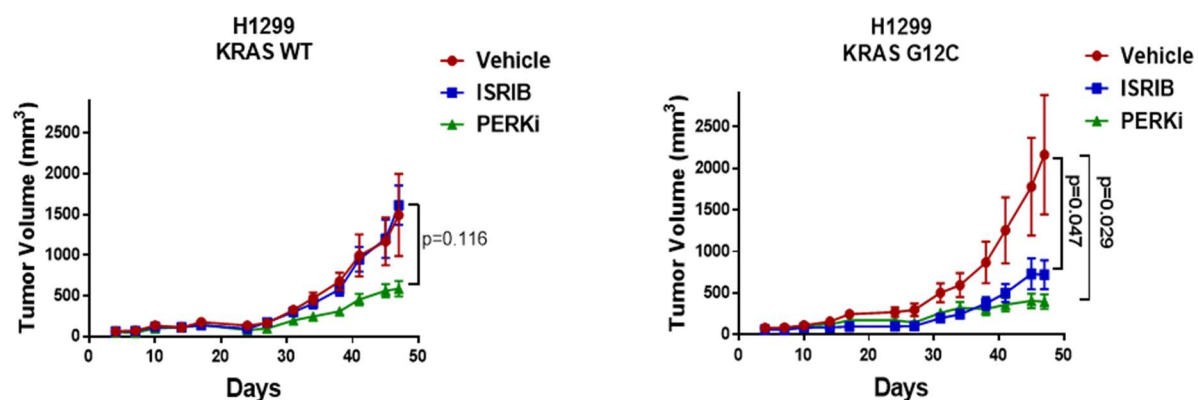 H1299
KRAS WT
Vehicle
ISRIB
PERKi
Tumor Volume (mm³)
2500
2000
1500
1000
500
0
p=0.116
0 10 20 30 40 50
Days
H1299
KRAS G12C
Vehicle
ISRIB
PERKi
Tumor Volume (mm³)
2500
2000
1500
1000
500
0
p=0.047
p=0.029
0 10 20 30 40 50
Days